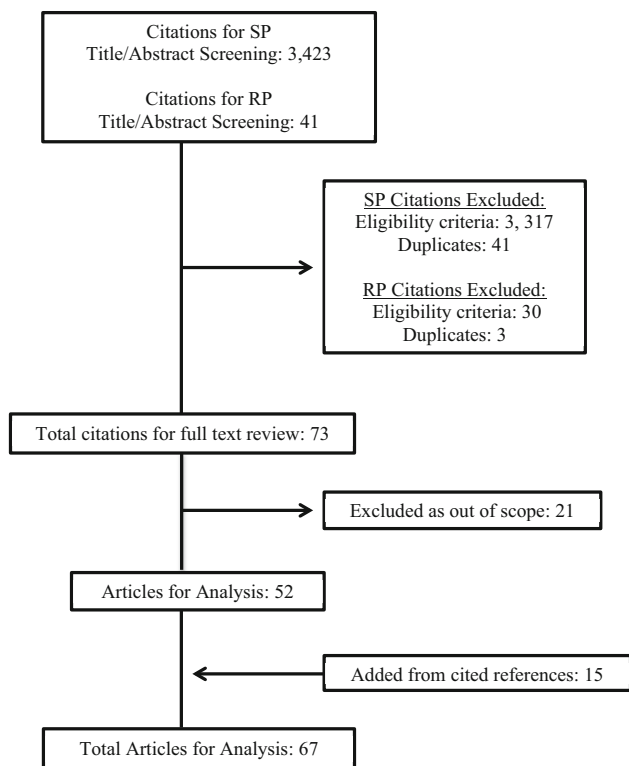 Citations for SP
Title/Abstract Screening: 3,423
Citations for RP
Title/Abstract Screening: 41
SP Citations Excluded:
Eligibility criteria: 3, 317
Duplicates: 41
RP Citations Excluded:
Eligibility criteria: 30
Duplicates: 3
Total citations for full text review: 73
Excluded as out of scope: 21
Articles for Analysis: 52
Added from cited references: 15
Total Articles for Analysis: 67